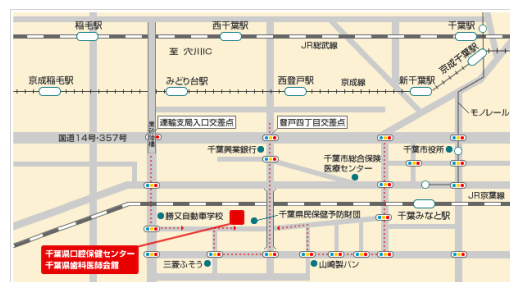 稲毛駅
西千葉駅
千葉駅
至 穴川IC
JR総武線
京成千葉駅
京成稲毛駅
みどり台駅
西登戸駅
京成線
新千葉駅
モノレール
運輸支局入口交差点
登戸四丁目交差点
国道14号・357号
千葉興業銀行
千葉市総合保険
医療センター
千葉市役所
JR京葉線
勝又自動車学校
千葉県民保健予防財団
千葉みなと駅
千葉県口腔保健センター
千葉県歯科医師会館
三菱ふそう
山崎製パン